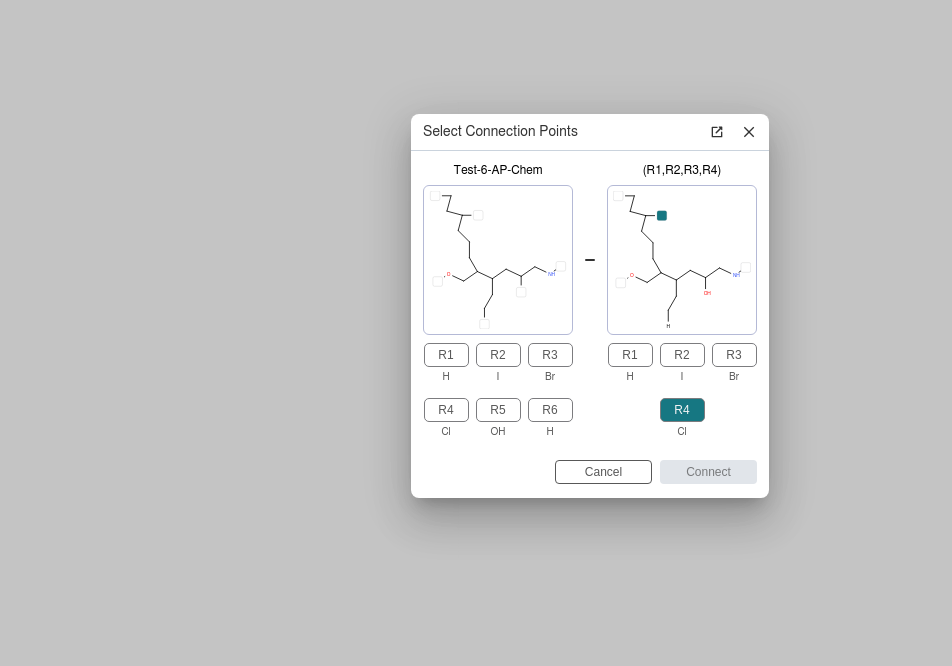 Select Connection Points
Test-6-AP-Chem
(R1,R2,R3,R4)
O
NH
O
NH
OH
H
R1 R2 R3
H I Br
R4 R5 R6
Cl OH H
R1 R2 R3
H I Br
R4
Cl
Cancel Connect